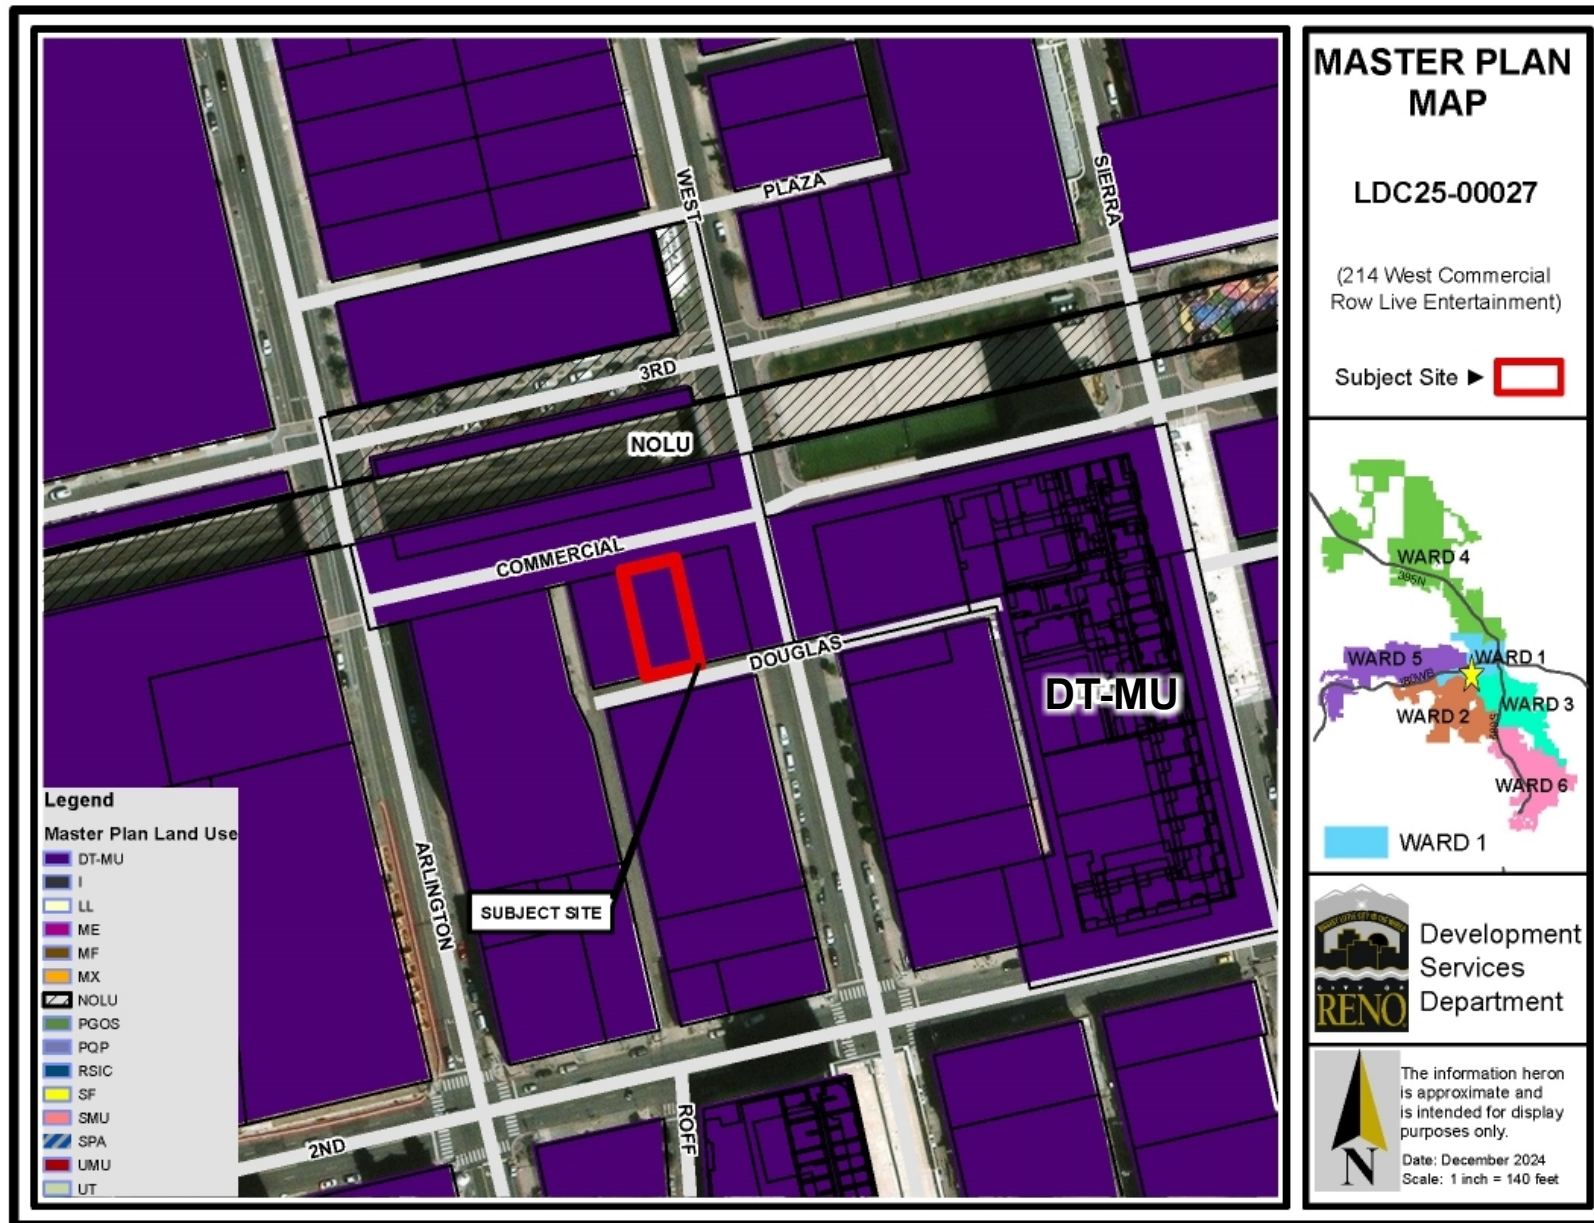 WEST
PLAZA
SIERRA
3RD
NOLU
COMMERCIAL
DOUGLAS
DT-MU
ARLINGTON
SUBJECT SITE
2ND
ROFF
Legend
Master Plan Land Use
DT-MU
I
LL
ME
MF
MX
NOLU
PGOS
PQP
RSIC
SF
SMU
SPA
UMU
UT
MASTER PLAN
MAP
LDC25-00027
(214 West Commercial
Row Live Entertainment)
Subject Site ►
WARD 4
395N
WARD 5
WARD 1
WARD 3
WARD 2
WARD 6
WARD 1
CITY OF
RENO
Development
Services
Department
N
The information heron
is approximate and
is intended for display
purposes only.
Date: December 2024
Scale: 1 inch = 140 feet